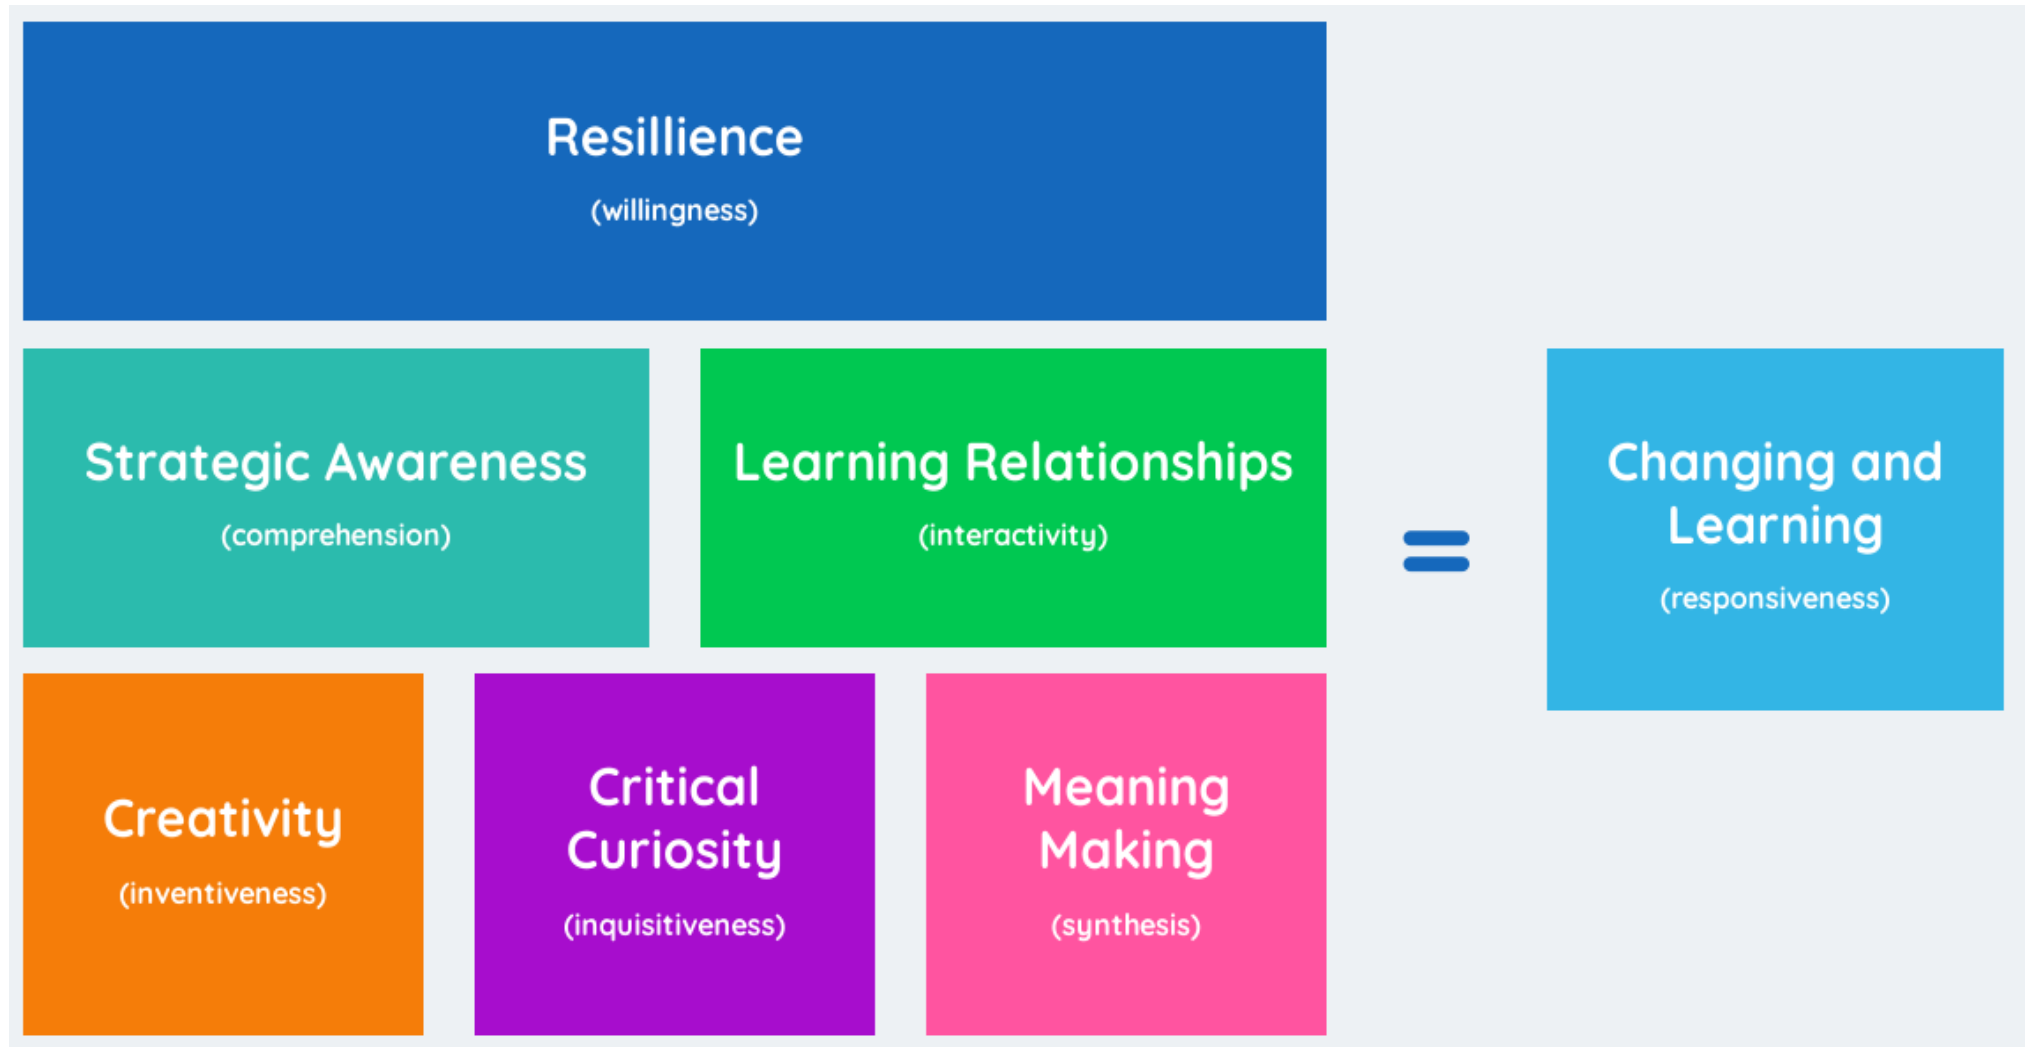 Resillience
(willingness)
Strategic Awareness
(comprehension)
Learning Relationships
(interactivity)
=
Changing and
Learning
(responsiveness)
Creativity
(inventiveness)
Critical
Curiosity
(inquisitiveness)
Meaning
Making
(synthesis)